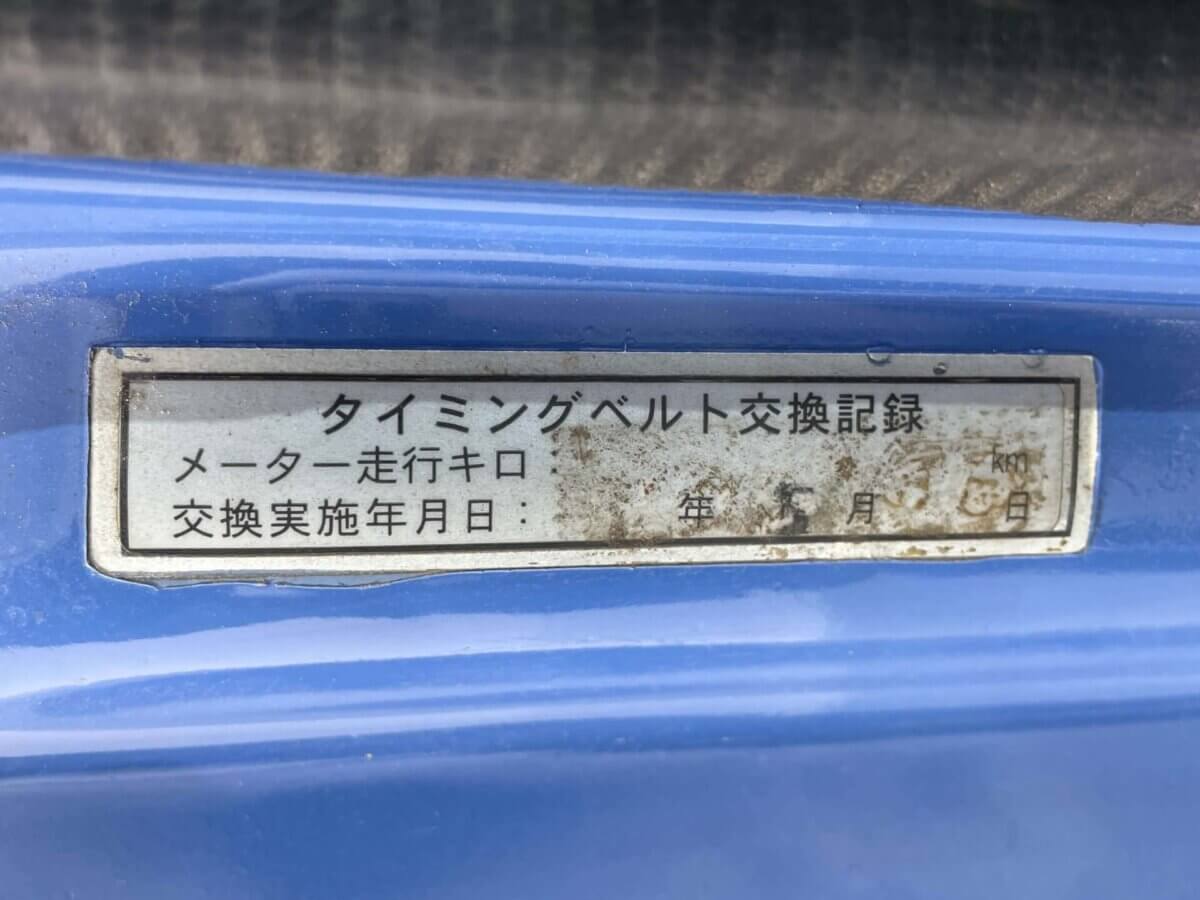 タイミングベルト交換記録
メーター走行キロ： km
交換実施年月日： 年 月 日